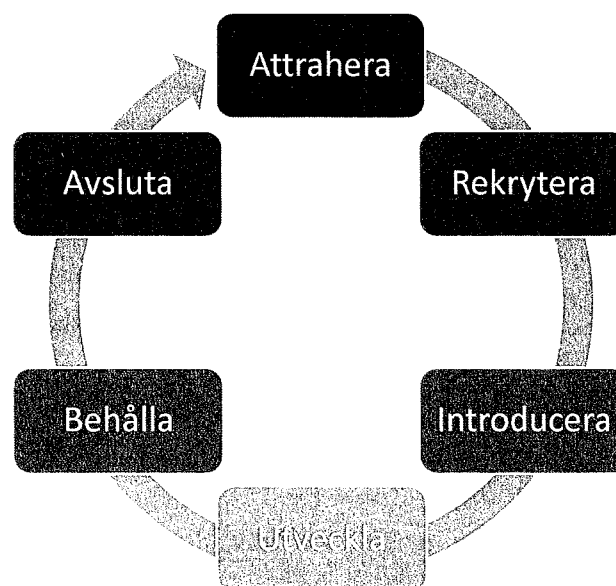 Attrahera
Rekrytera
Introducera
Utveckla
Behålla
Avsluta